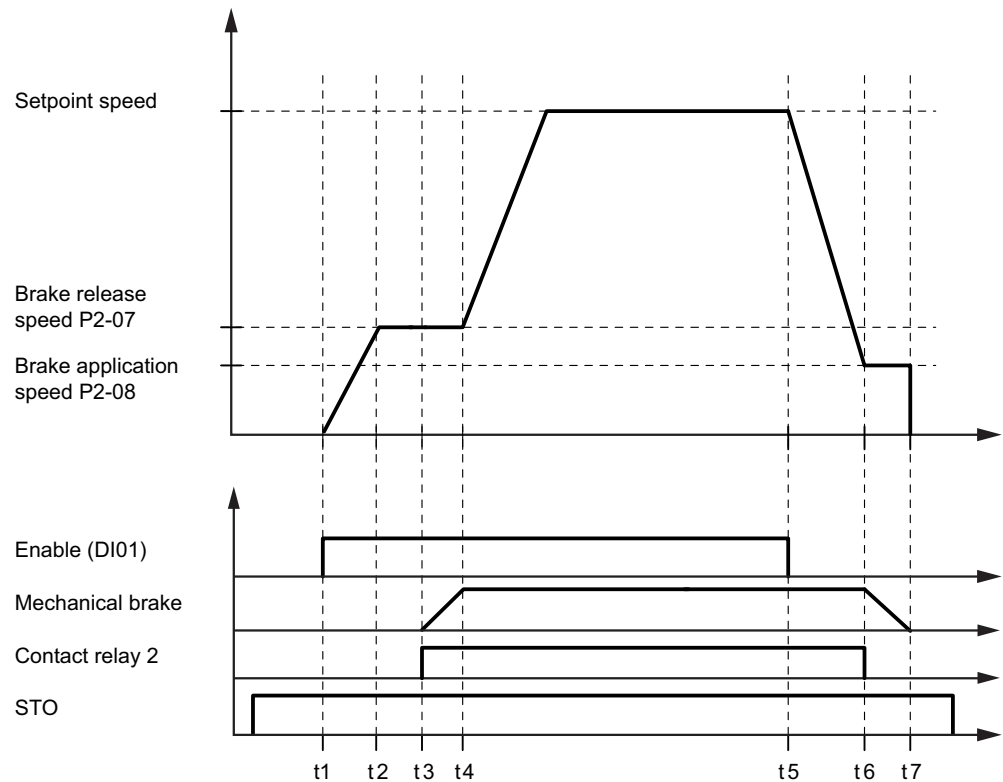 Setpoint speed
Brake release
speed P2-07
Brake application
speed P2-08
Enable (DI01)
Mechanical brake
Contact relay 2
STO
t1 t2 t3 t4 t5 t6 t7